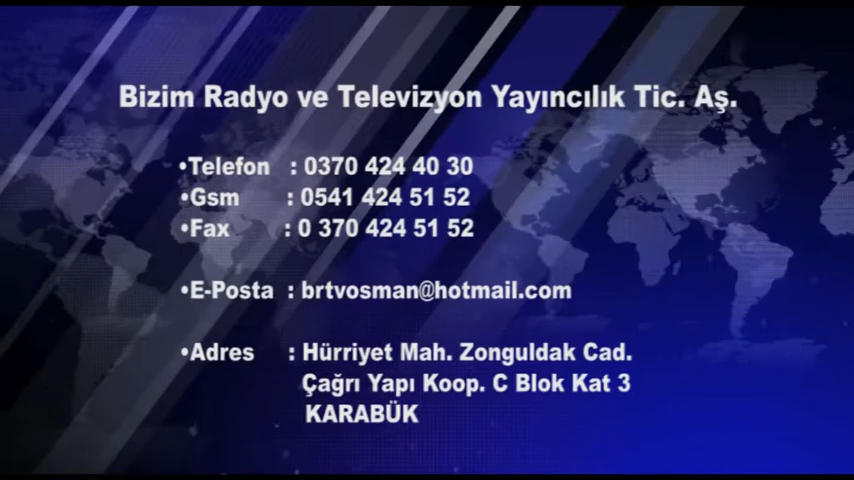 Bizim Radyo ve Televizyon Yayıncılık Tic. Aş.
•Telefon : 0370 424 40 30
•Gsm : 0541 424 51 52
•Fax : 0 370 424 51 52
•E-Posta : brtvosman@hotmail.com
•Adres : Hürriyet Mah. Zonguldak Cad.
Çağrı Yapı Koop. C Blok Kat 3
KARABÜK